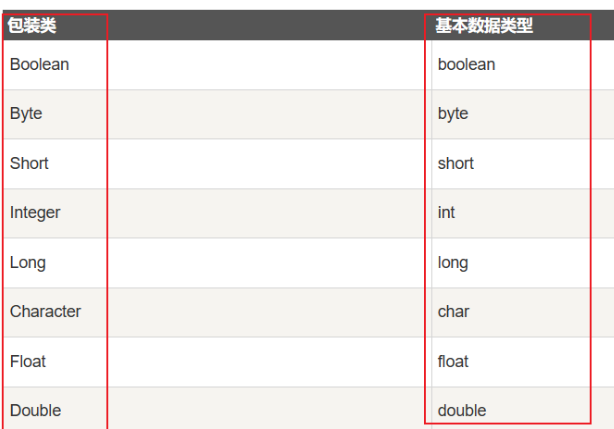 包装类 基本数据类型
Boolean boolean
Byte byte
Short short
Integer int
Long long
Character char
Float float
Double double